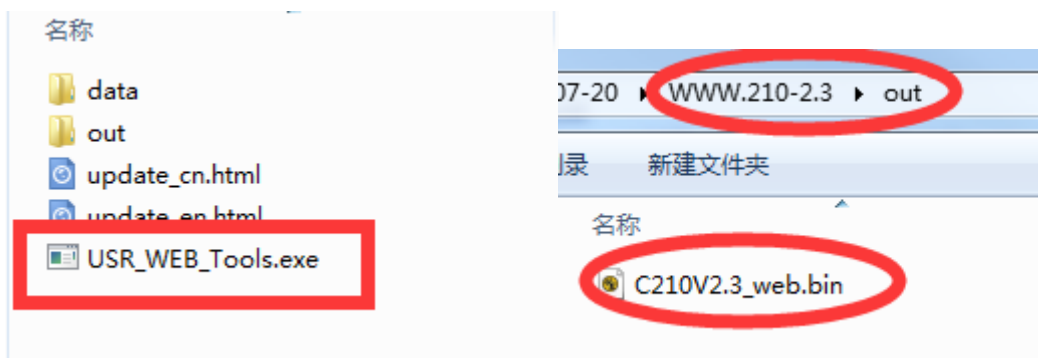 名称
data
out
update_cn.html
update_en.html
USR_WEB_Tools.exe
07-20 WWW.210-2.3 out
录 新建文件夹
名称
C210V2.3_web.bin